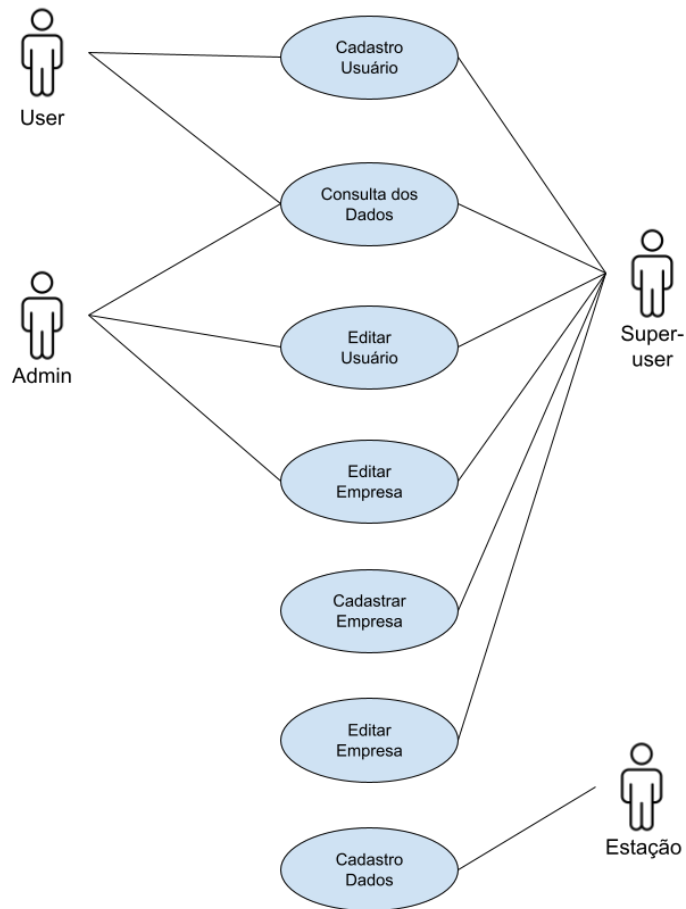 User
Cadastro
Usuário
Consulta dos
Dados
Admin
Editar
Usuário
Super-
user
Editar
Empresa
Cadastrar
Empresa
Editar
Empresa
Estação
Cadastro
Dados